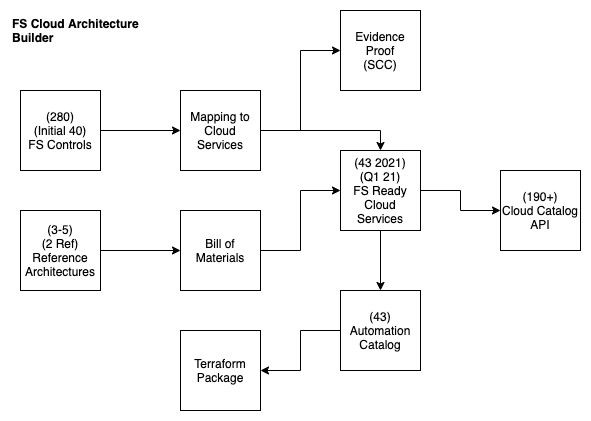 FS Cloud Architecture
Builder
Evidence
Proof
(SCC)
(280)
(Initial 40)
FS Controls
Mapping to
Cloud
Services
(43 2021)
(Q1 21)
FS Ready
Cloud
Services
(190+)
Cloud Catalog
API
(3-5)
(2 Ref)
Reference
Architectures
Bill of
Materials
(43)
Automation
Catalog
Terraform
Package